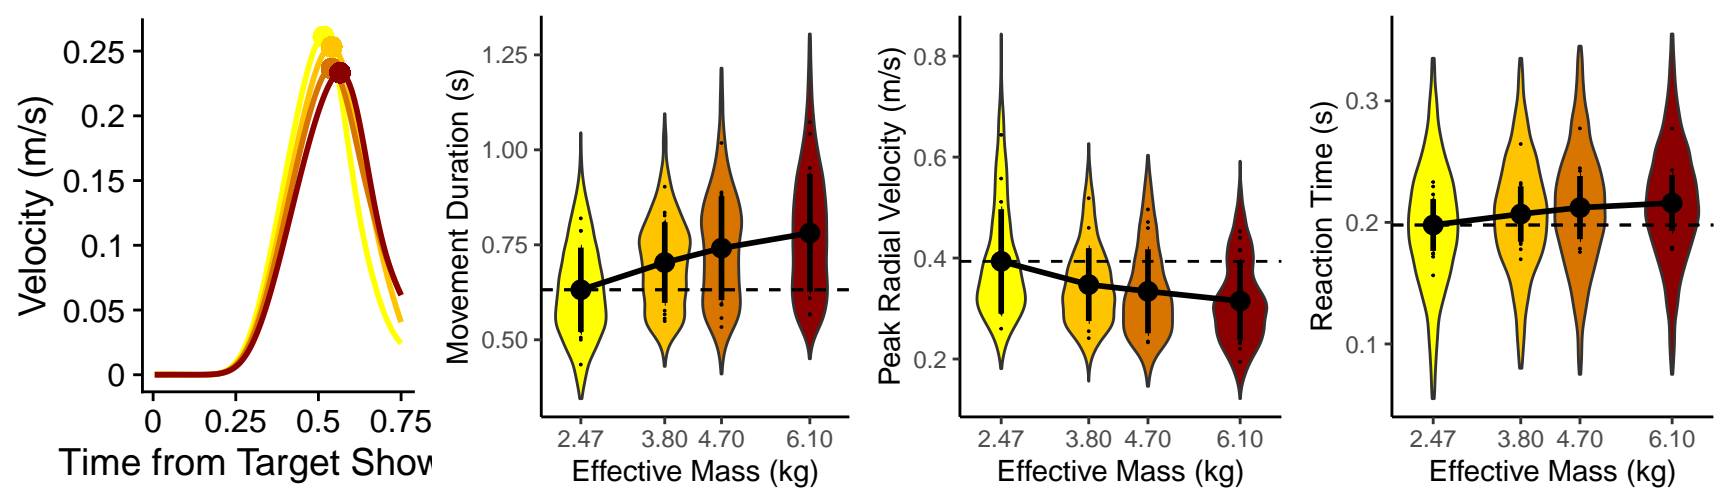 Velocity (m/s)
0.25
0.2
0.15
0.1
0.05
0
0 0.25 0.5 0.75
Time from Target Show
Movement Duration (s)
1.25
1.00
0.75
0.50
2.47 3.80 4.70 6.10
Effective Mass (kg)
Peak Radial Velocity (m/s)
0.8
0.6
0.4
0.2
2.47 3.80 4.70 6.10
Effective Mass (kg)
Reaction Time (s)
0.3
0.2
0.1
2.47 3.80 4.70 6.10
Effective Mass (kg)